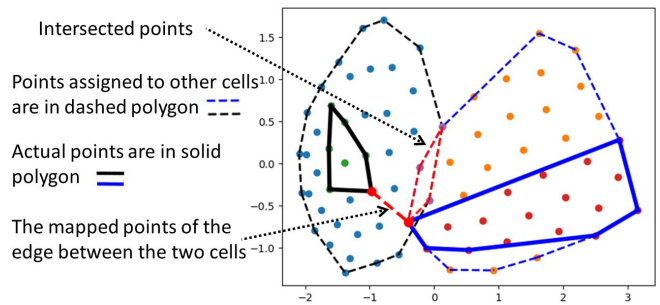 Intersected points
Points assigned to other cells
are in dashed polygon
Actual points are in solid
polygon
The mapped points of the
edge between the two cells
1.5
1.0
0.5
0.0
−0.5
−1.0
−2
−1
0
1
2
3